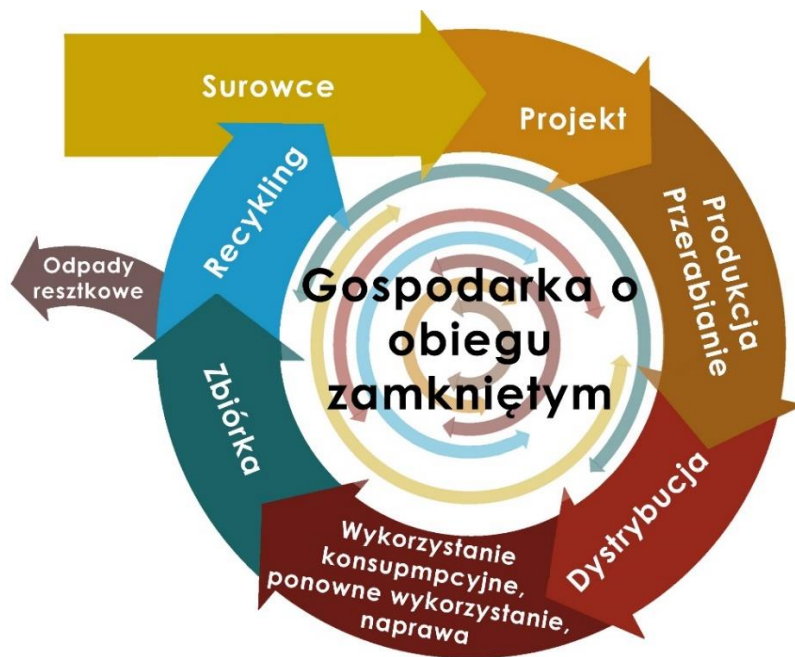 Surowce
Projekt
Produkcja
Przerabianie
Dystrybucja
Wykorzystanie
konsupmpcyjne,
ponowne wykorzystanie,
naprawa
Zbiórka
Recykling
Odpady
resztkowe
Gospodarka o
obiegu
zamkniętym